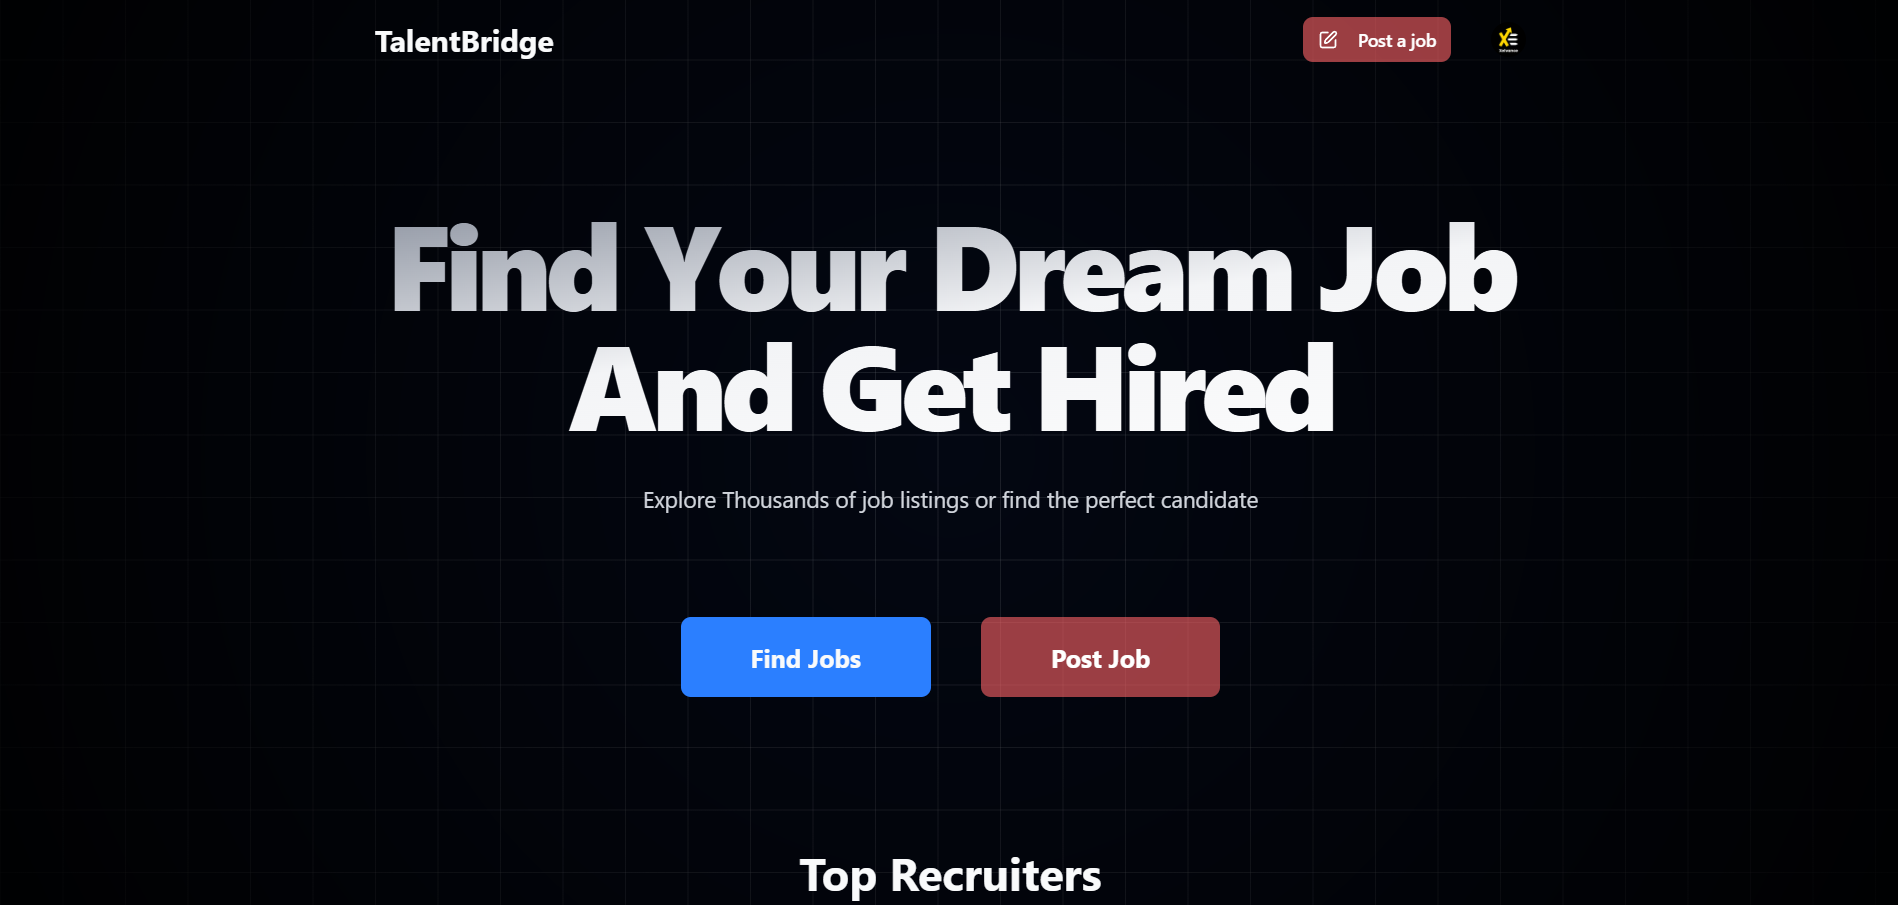 TalentBridge
Post a job
Find Your Dream Job
And Get Hired
Explore Thousands of job listings or find the perfect candidate
Find Jobs
Post Job
Top Recruiters